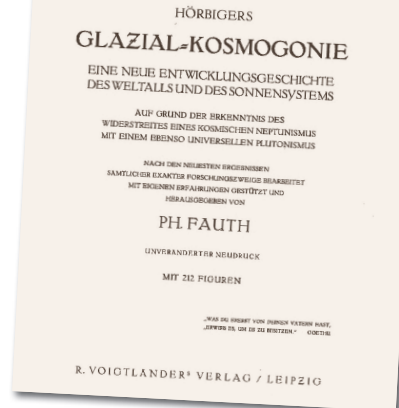 HÖRBIGERS
GLAZIAL-KOSMOGONIE
EINE NEUE ENTWICKLUNGSGESCHICHTE
DES WELTALLS UND DES SONNENSYSTEMS
AUF GRUND DER ERKENNTNIS DES
WIDERSTREITES EINES KOSMISCHEN NEPTUNISMUS
MIT EINEM EBENSO UNIVERSELLEN PLUTONISMUS
NACH DEN NEUESTEN ERGEBNISSEN
SÄMTLICHER EXAKTER FORSCHUNGSZWEIGE BEARBEITET
MIT EIGENEN ERFAHRUNGEN GESTÜTZT UND
HERAUSGEGEBEN VON
PH. FAUTH
UNVERÄNDERTER NEUDRUCK
MIT 212 FIGUREN
„WAS DU ERERBT VON DEINEN VÄTERN HAST,
„ERWIRB ES, UM ES ZU BESITZEN.“ GOETHE
R. VOIGTLÄNDERS VERLAG / LEIPZIG